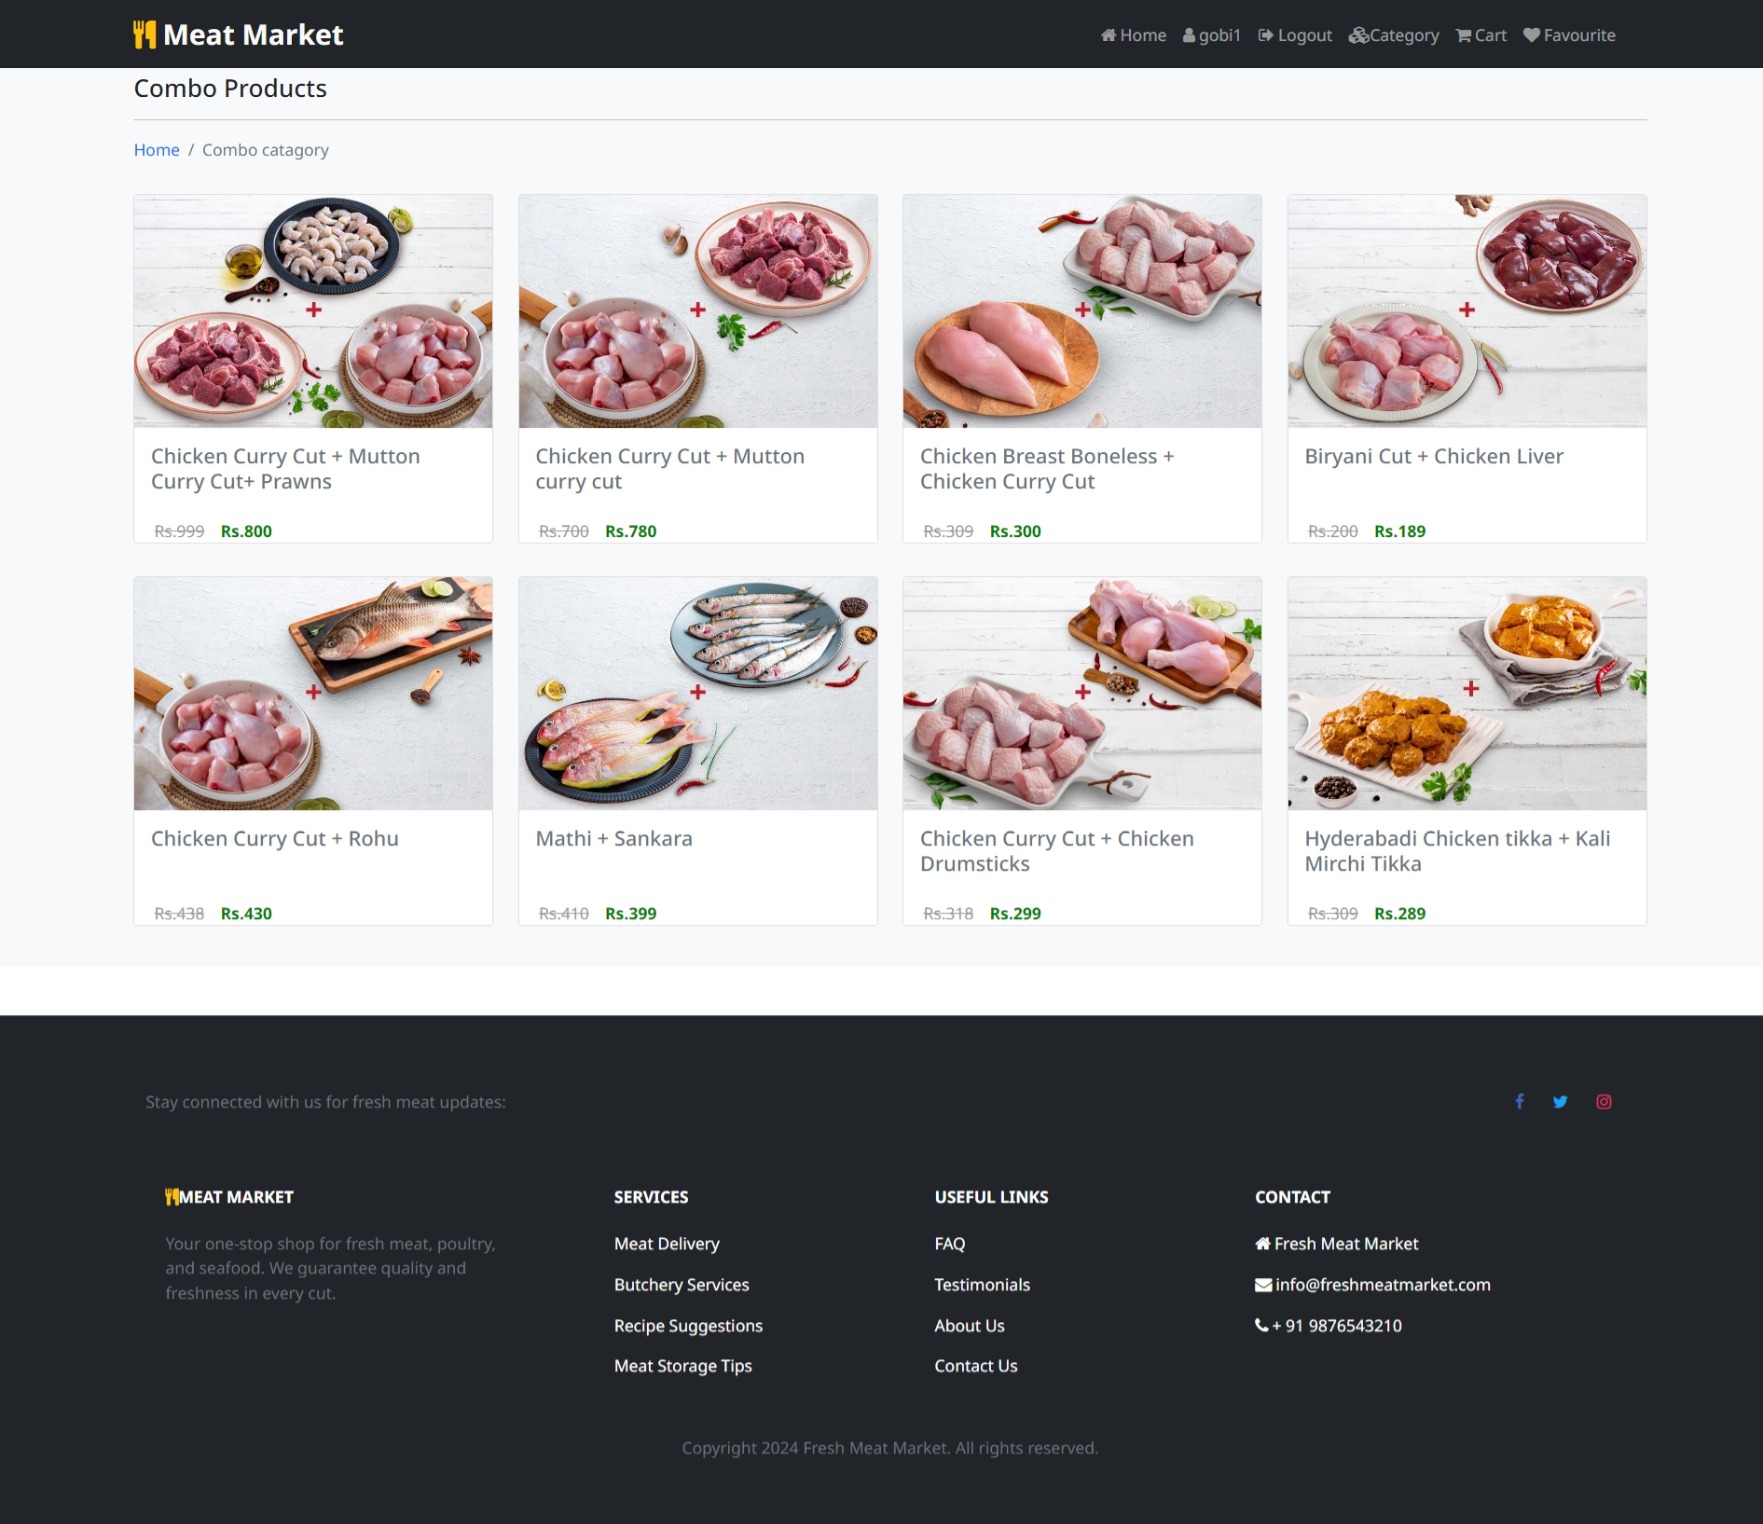 Meat Market
Home gobi1 Logout Category Cart Favourite
Combo Products
Home / Combo catagory
Chicken Curry Cut + Mutton
Curry Cut+ Prawns
Rs.999 Rs.800
Chicken Curry Cut + Mutton
curry cut
Rs.700 Rs.780
Chicken Breast Boneless +
Chicken Curry Cut
Rs.309 Rs.300
Biryani Cut + Chicken Liver
Rs.200 Rs.189
Chicken Curry Cut + Rohu
Rs.438 Rs.430
Mathi + Sankara
Rs.410 Rs.399
Chicken Curry Cut + Chicken
Drumsticks
Rs.318 Rs.299
Hyderabadi Chicken tikka + Kali
Mirchi Tikka
Rs.309 Rs.289
Stay connected with us for fresh meat updates:
MEAT MARKET
Your one-stop shop for fresh meat, poultry,
and seafood. We guarantee quality and
freshness in every cut.
SERVICES
Meat Delivery
Butchery Services
Recipe Suggestions
Meat Storage Tips
USEFUL LINKS
FAQ
Testimonials
About Us
Contact Us
CONTACT
Fresh Meat Market
info@freshmeatmarket.com
+ 91 9876543210
Copyright 2024 Fresh Meat Market. All rights reserved.